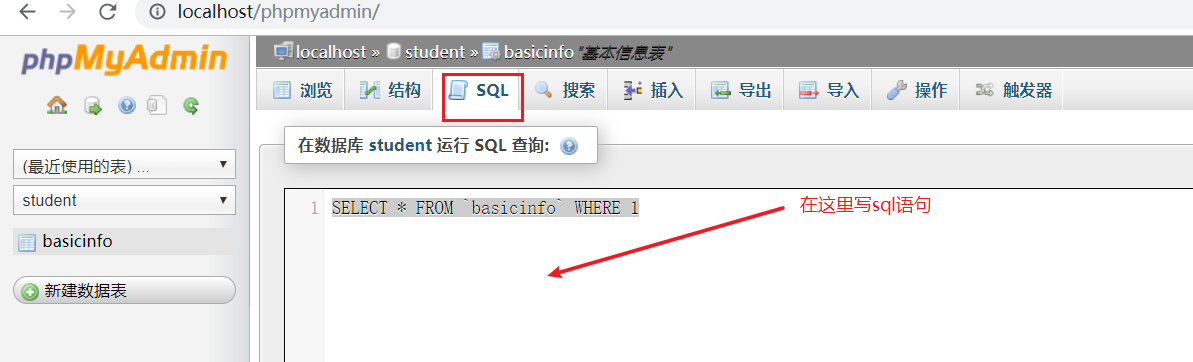 localhost/phpmyadmin/
phpMyAdmin
localhost » student » basicinfo "基本信息表"
浏览 结构 SQL 搜索 插入 导出 导入 操作 触发器
在数据库 student 运行 SQL 查询:
(最近使用的表) ...
student
basicinfo
新建数据表
1 SELECT * FROM `basicinfo` WHERE 1
在这里写sql语句